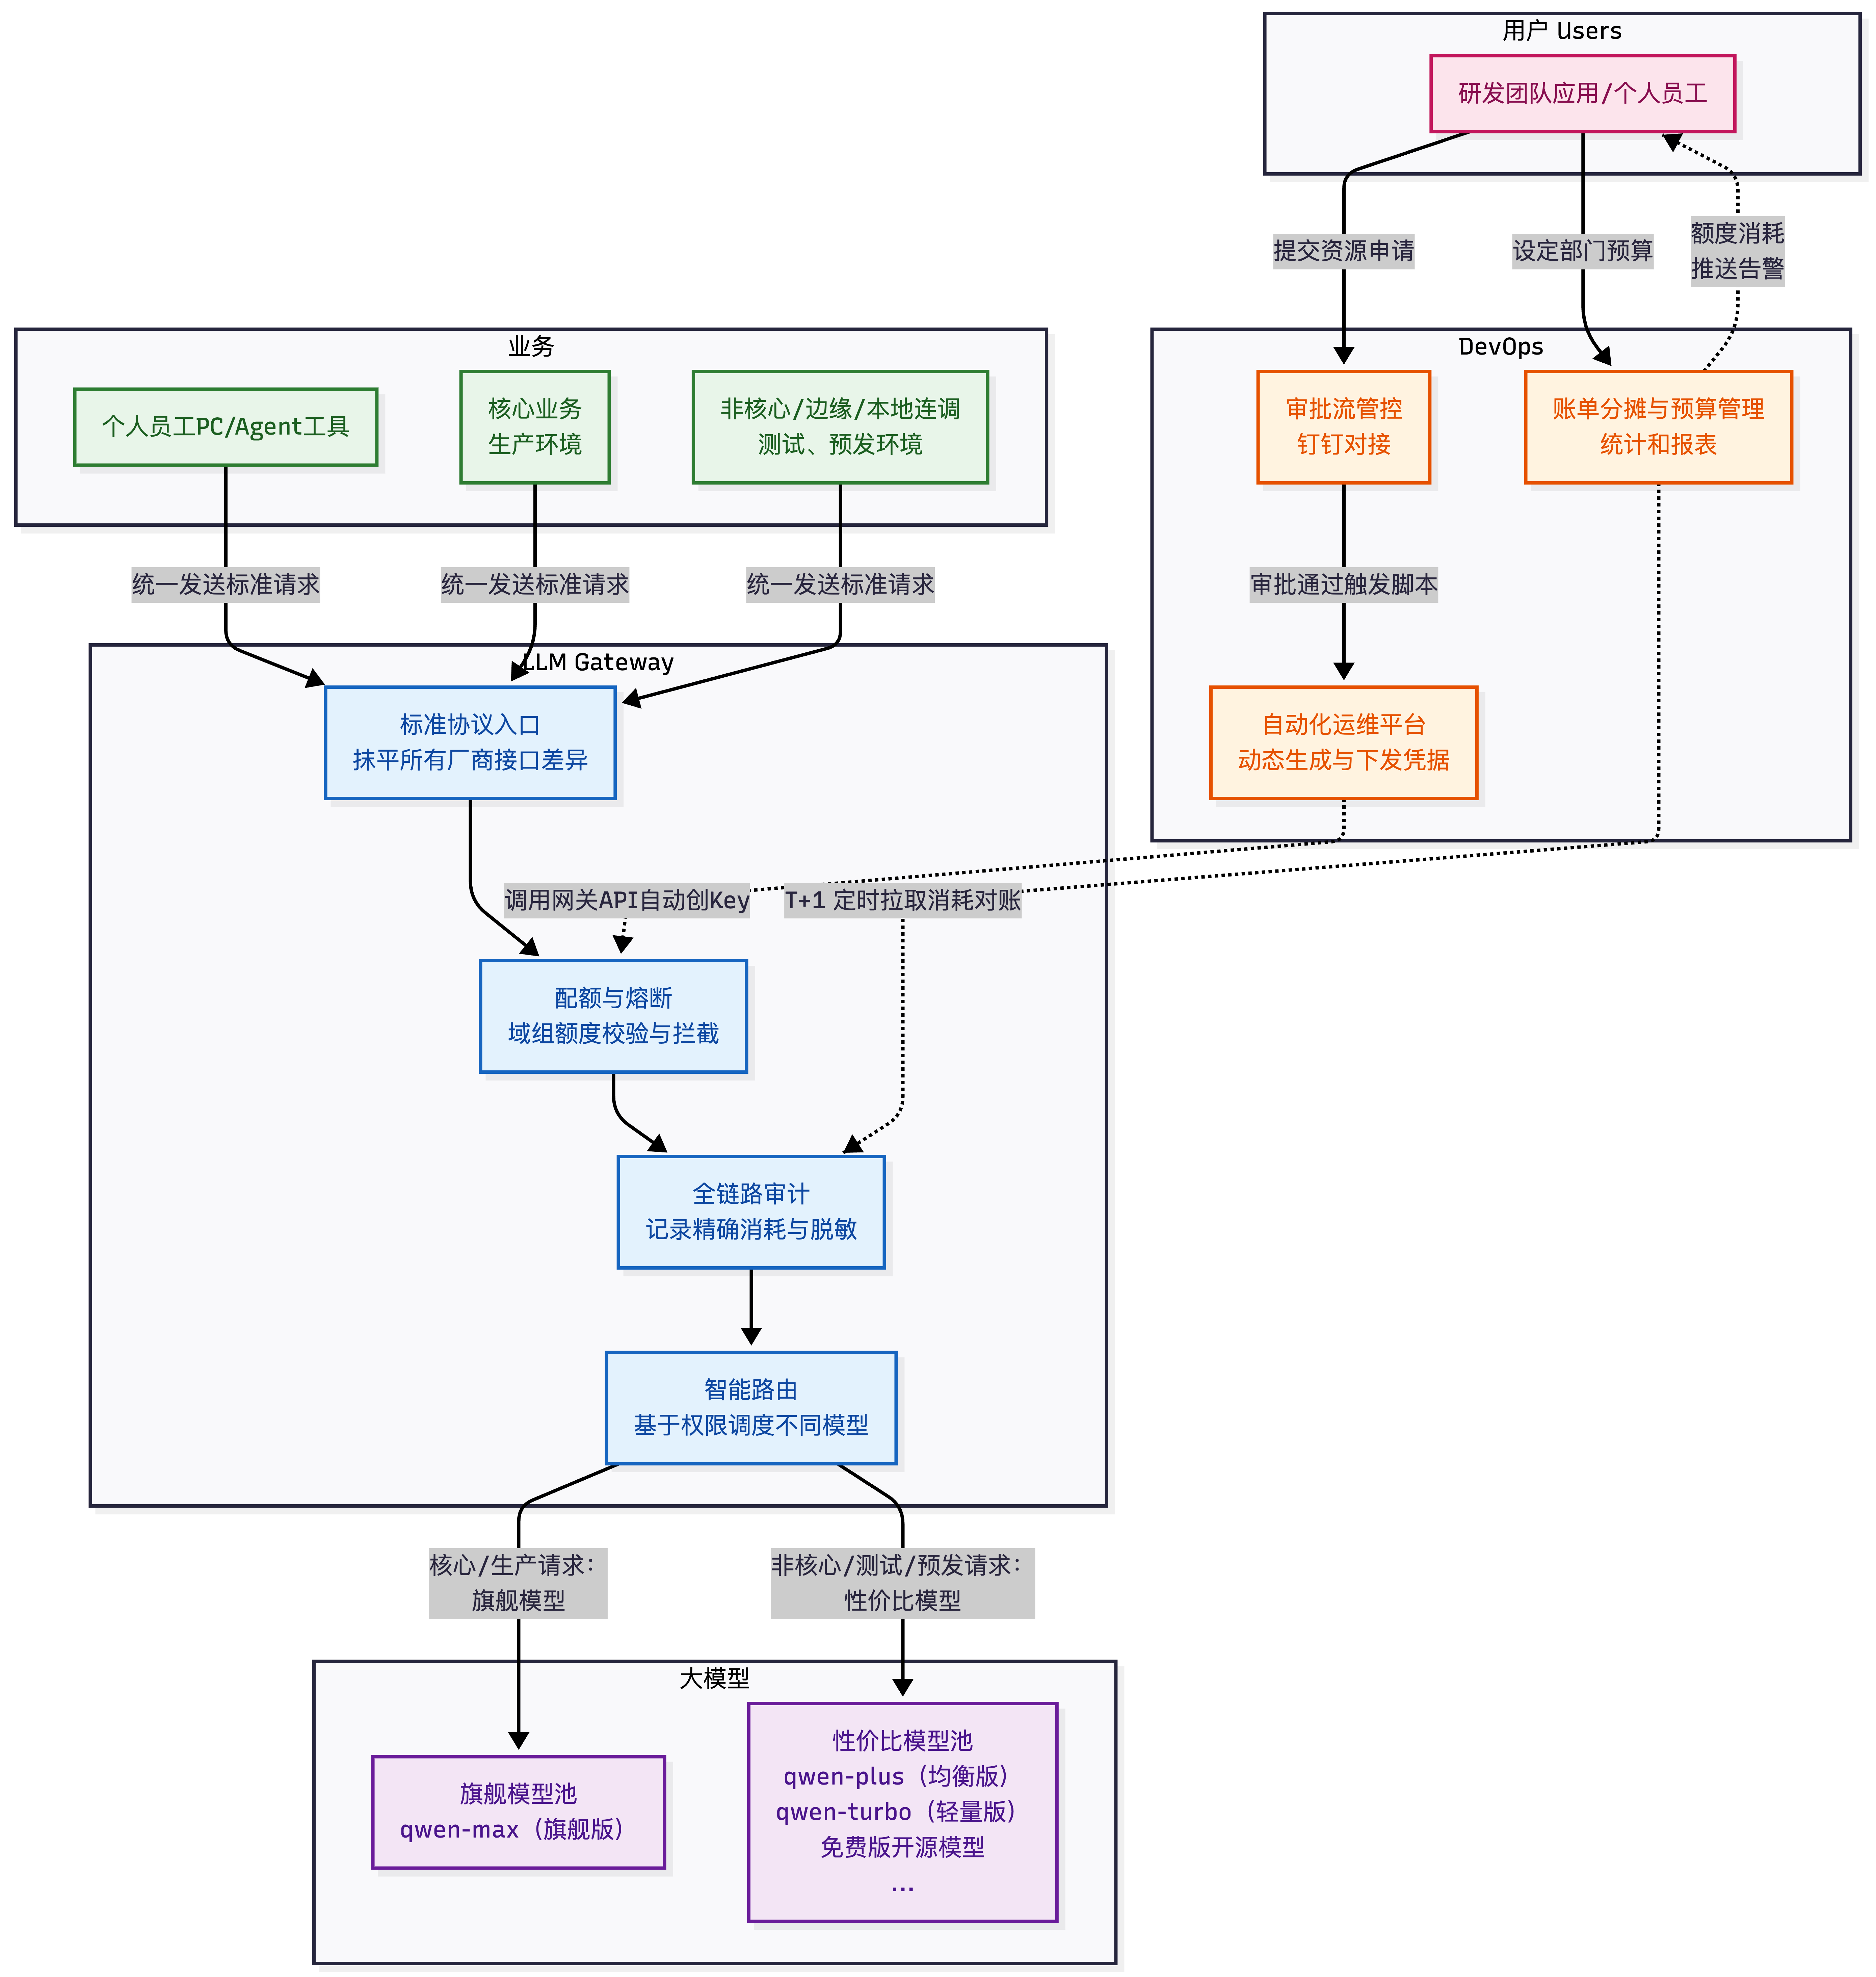 用户 Users
研发团队应用/个人员工
提交资源申请
设定部门预算
额度消耗
推送告警
业务
个人员工PC/Agent工具
核心业务
生产环境
非核心/边缘/本地连调
测试、预发环境
DevOps
审批流管控
钉钉对接
账单分摊与预算管理
统计和报表
统一发送标准请求
统一发送标准请求
统一发送标准请求
审批通过触发脚本
LLM Gateway
标准协议入口
抹平所有厂商接口差异
自动化运维平台
动态生成与下发凭据
调用网关API自动创Key
T+1 定时拉取消耗对账
配额与熔断
域组额度校验与拦截
全链路审计
记录精确消耗与脱敏
智能路由
基于权限调度不同模型
核心/生产请求：
旗舰模型
非核心/测试/预发请求：
性价比模型
大模型
旗舰模型池
qwen-max（旗舰版）
性价比模型池
qwen-plus（均衡版）
qwen-turbo（轻量版）
免费版开源模型
...